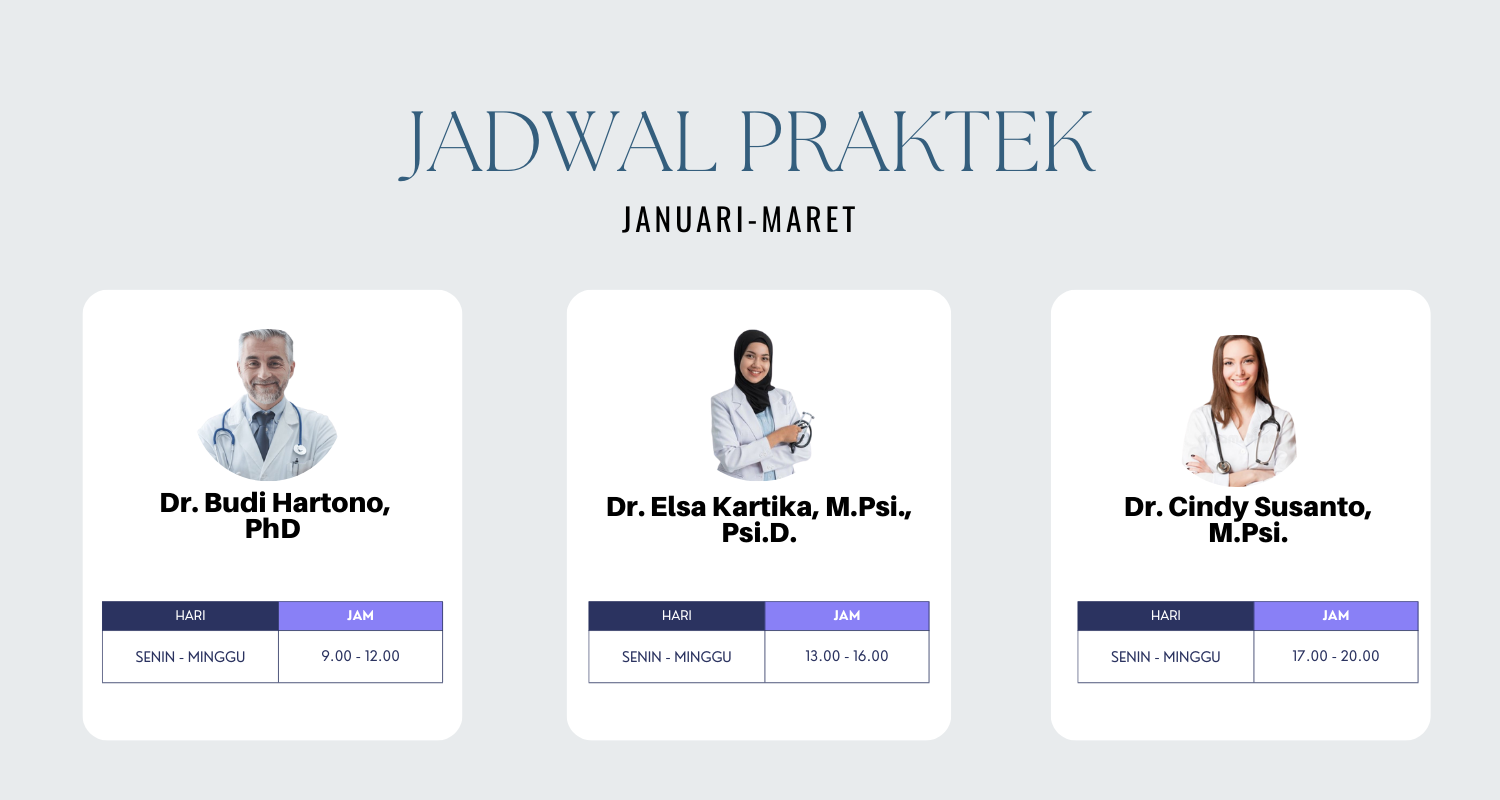 JADWAL PRAKTEK
JANUARI-MARET
Dr. Budi Hartono,
PhD
HARI JAM
SENIN - MINGGU 9.00 - 12.00
Dr. Elsa Kartika, M.Psi.,
Psi.D.
HARI JAM
SENIN - MINGGU 13.00 - 16.00
Dr. Cindy Susanto,
M.Psi.
HARI JAM
SENIN - MINGGU 17.00 - 20.00